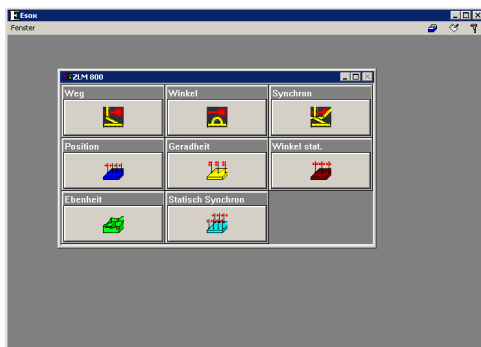 Esox
Fenster
ZLM 800
Weg
Winkel
Synchron
Position
Geradheit
Winkel stat.
Ebenheit
Statisch Synchron